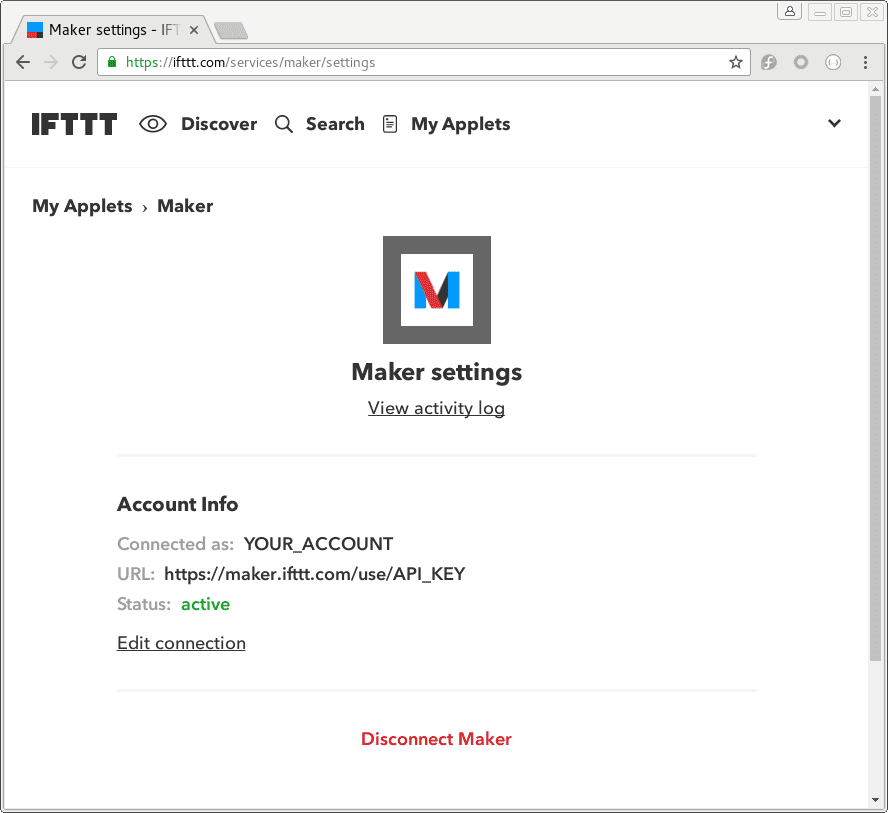 Maker settings - IFT
https://ifttt.com/services/maker/settings
IFTTT Discover Search My Applets
My Applets › Maker
M
Maker settings
View activity log
Account Info
Connected as: YOUR_ACCOUNT
URL: https://maker.ifttt.com/use/API_KEY
Status: active
Edit connection
Disconnect Maker